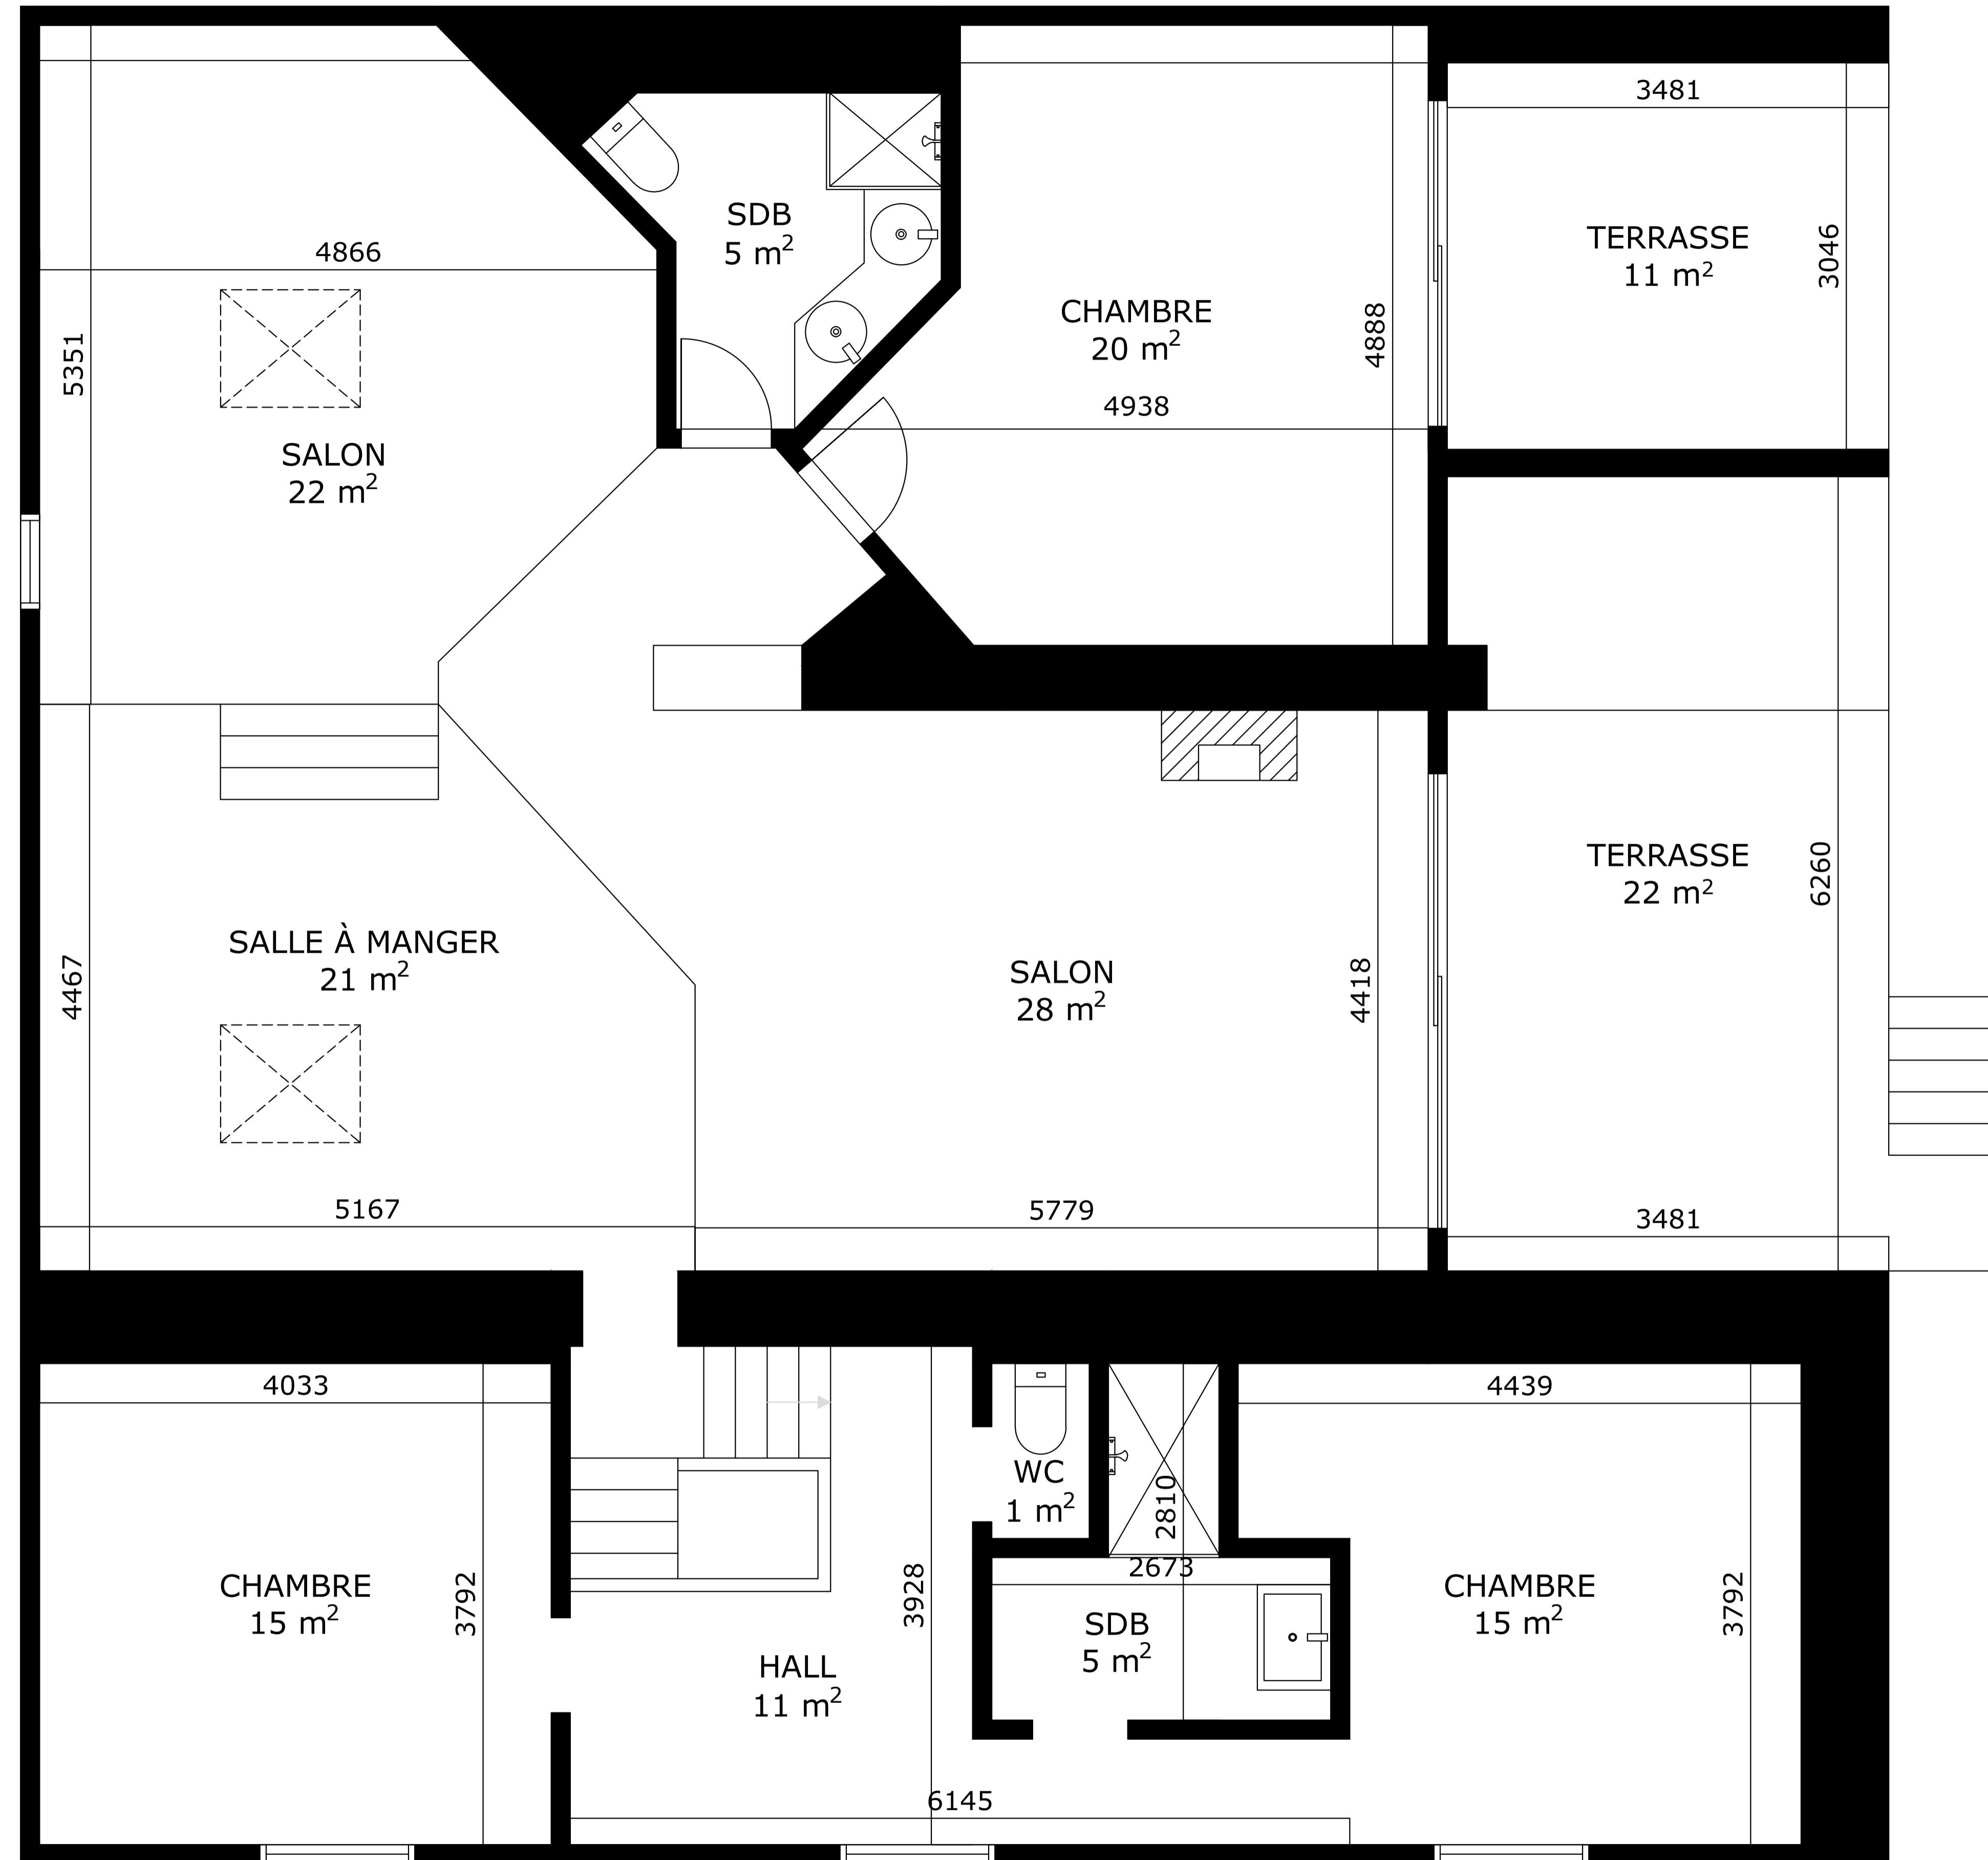 3481
SDB
5 m²
TERRASSE
11 m²
3046
4866
5351
CHAMBRE
20 m²
4888
4938
SALON
22 m²
TERRASSE
22 m²
6260
SALLE À MANGER
21 m²
4467
SALON
28 m²
4418
5167
5779
3481
4033
4439
WC
1 m²
2810
2673
CHAMBRE
15 m²
3792
3928
SDB
5 m²
CHAMBRE
15 m²
3792
HALL
11 m²
6145